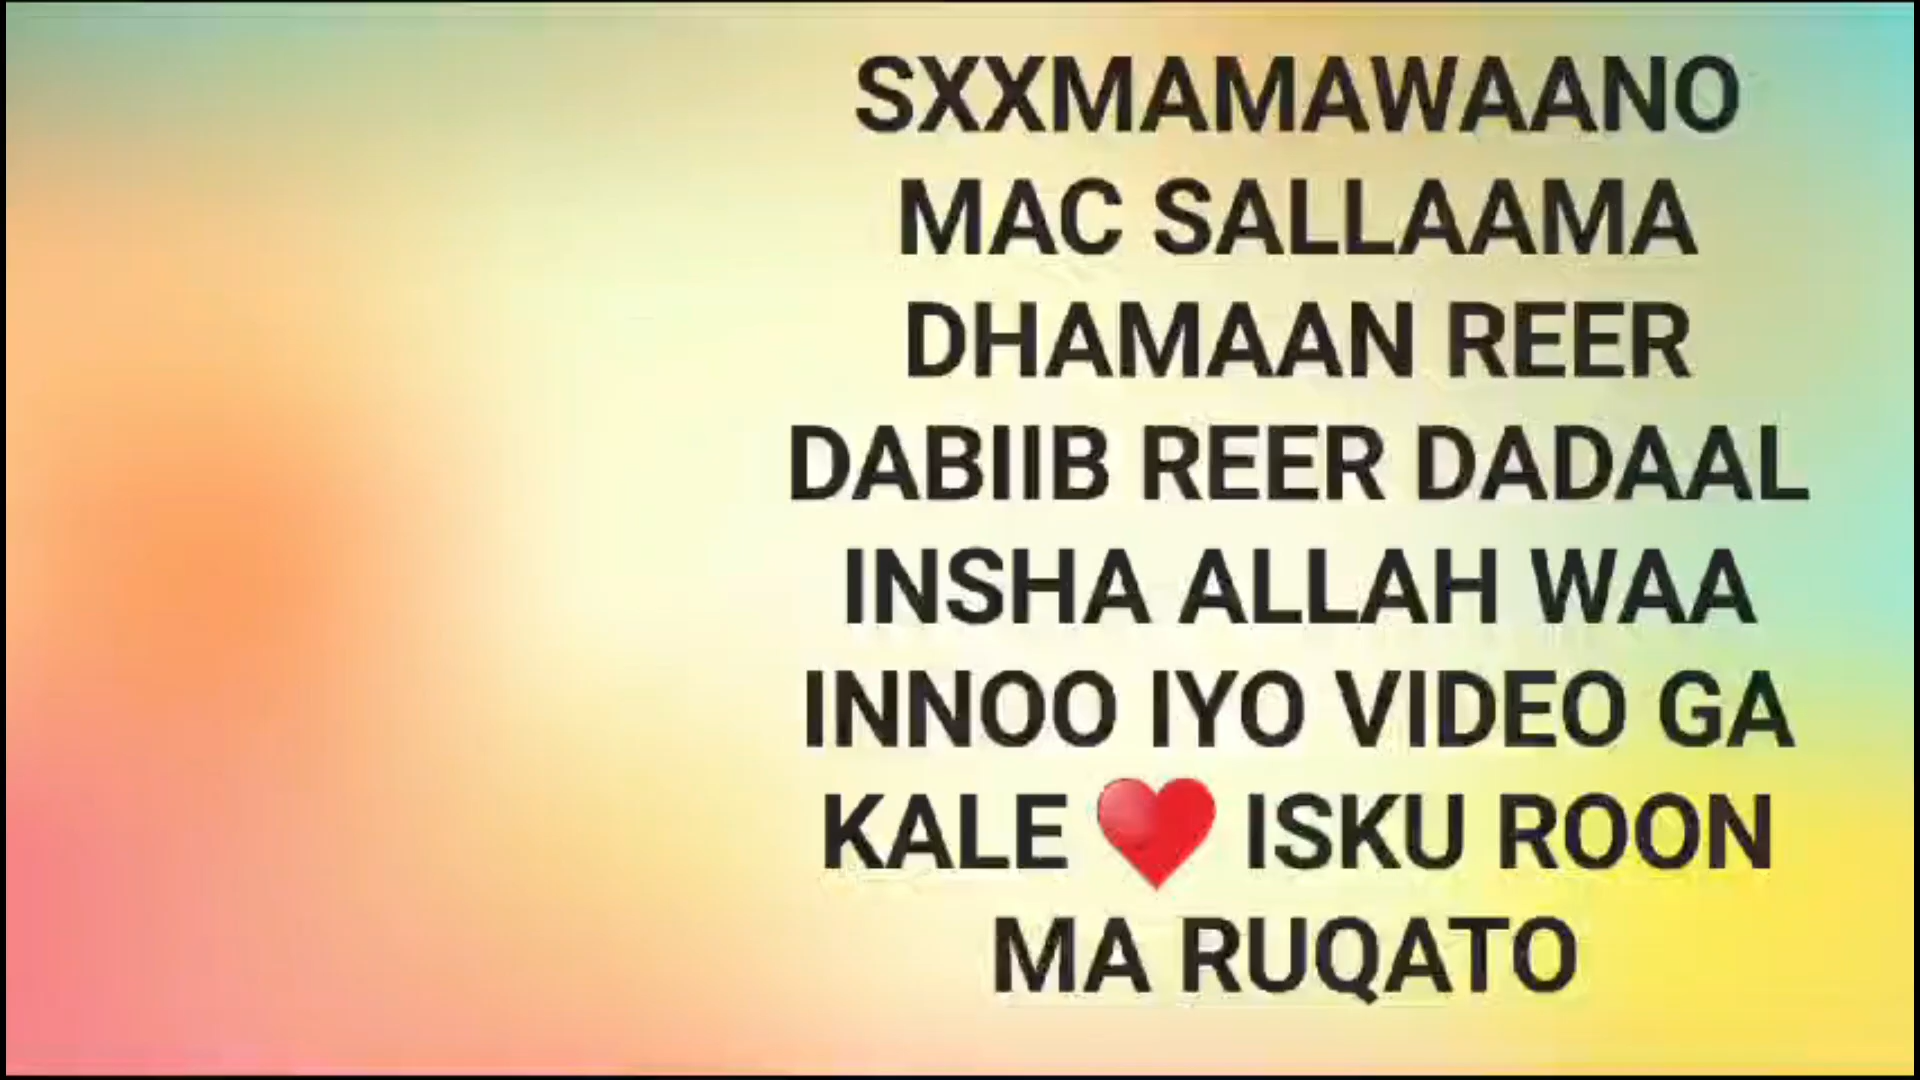 SXXMAMAWAANO
MAC SALLAAMA
DHAMAAN REER
DABIIB REER DADAAL
INSHA ALLAH WAA
INNOO IYO VIDEO GA
KALE ♥️ ISKU ROON
MA RUQATO